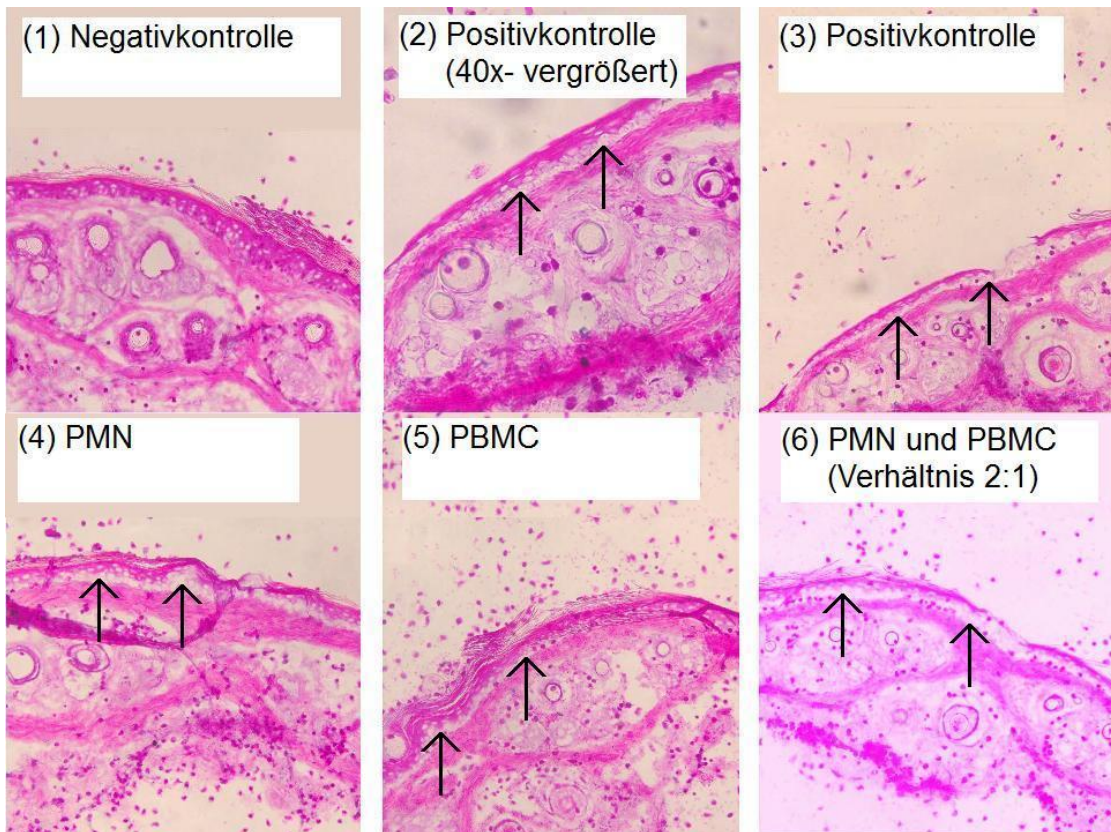 (1) Negativkontrolle
(2) Positivkontrolle
(40x- vergrößert)
(3) Positivkontrolle
(4) PMN
(5) PBMC
(6) PMN und PBMC
(Verhältnis 2:1)